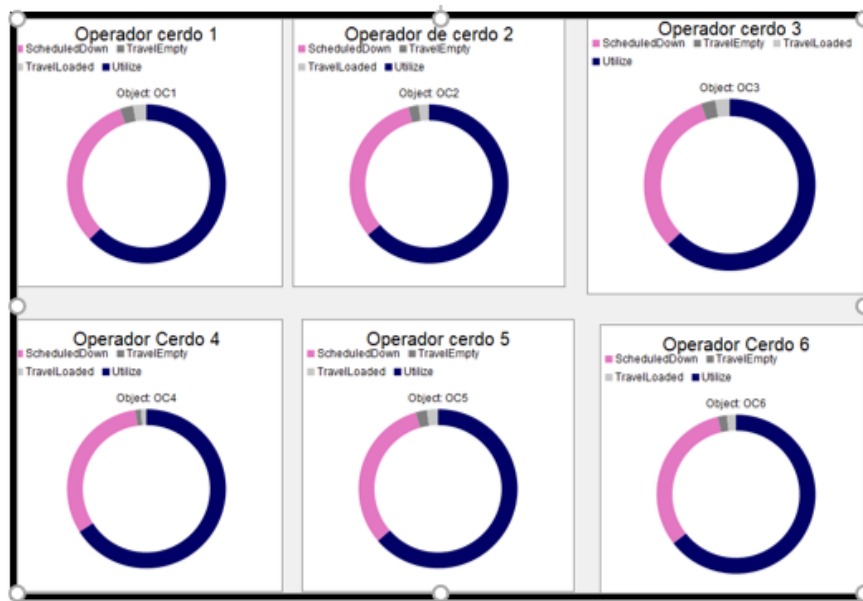 Operador cerdo 1
ScheduledDown TravelEmpty
TravelLoaded Utilize
Object: OC1
Operador de cerdo 2
ScheduledDown TravelEmpty
TravelLoaded Utilize
Object: OC2
Operador cerdo 3
ScheduledDown TravelEmpty TravelLoaded
Utilize
Object: OC3
Operador Cerdo 4
ScheduledDown TravelEmpty
TravelLoaded Utilize
Object: OC4
Operador cerdo 5
ScheduledDown TravelEmpty
TravelLoaded Utilize
Object: OC5
Operador Cerdo 6
ScheduledDown TravelEmpty
TravelLoaded Utilize
Object: OC6